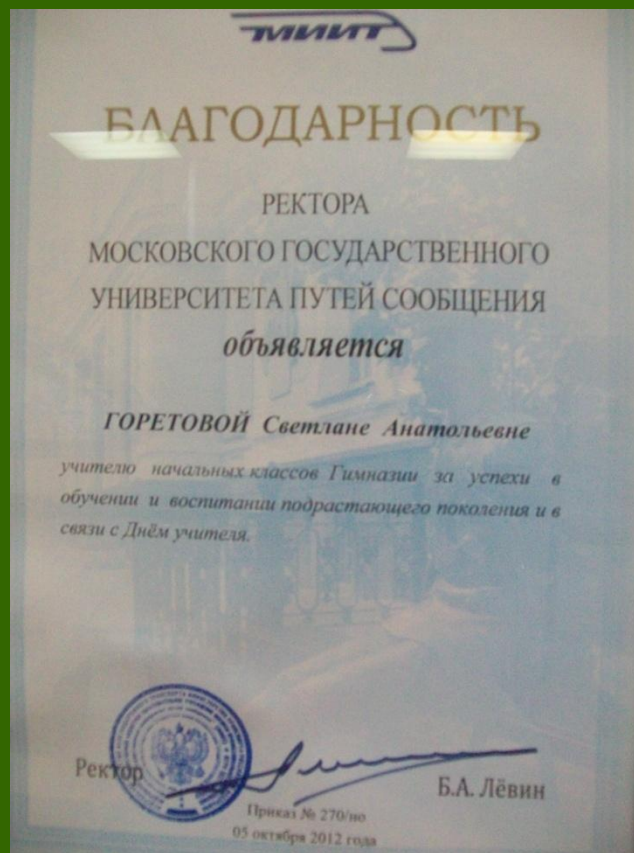 МИИТ
БЛАГОДАРНОСТЬ
РЕКТОРА
МОСКОВСКОГО ГОСУДАРСТВЕННОГО
УНИВЕРСИТЕТА ПУТЕЙ СООБЩЕНИЯ
объявляется
ГОРЕТОВОЙ Светлане Анатольевне
учителю начальных классов Гимназии за успехи в
обучении и воспитании подрастающего поколения и в
связи с Днём учителя.
Ректор
Б.А. Лёвин
Приказ № 270/но
05 октября 2012 года